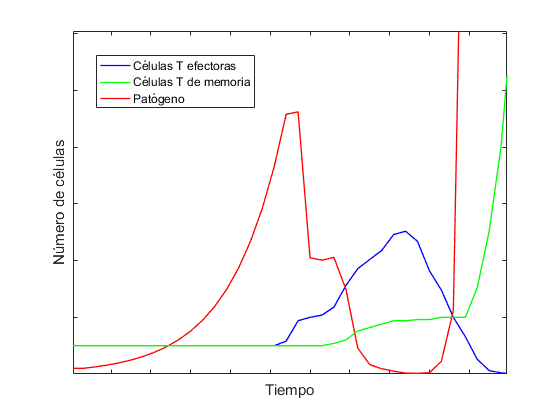 Células T efectoras
Células T de memoria
Patógeno
Número de células
Tiempo